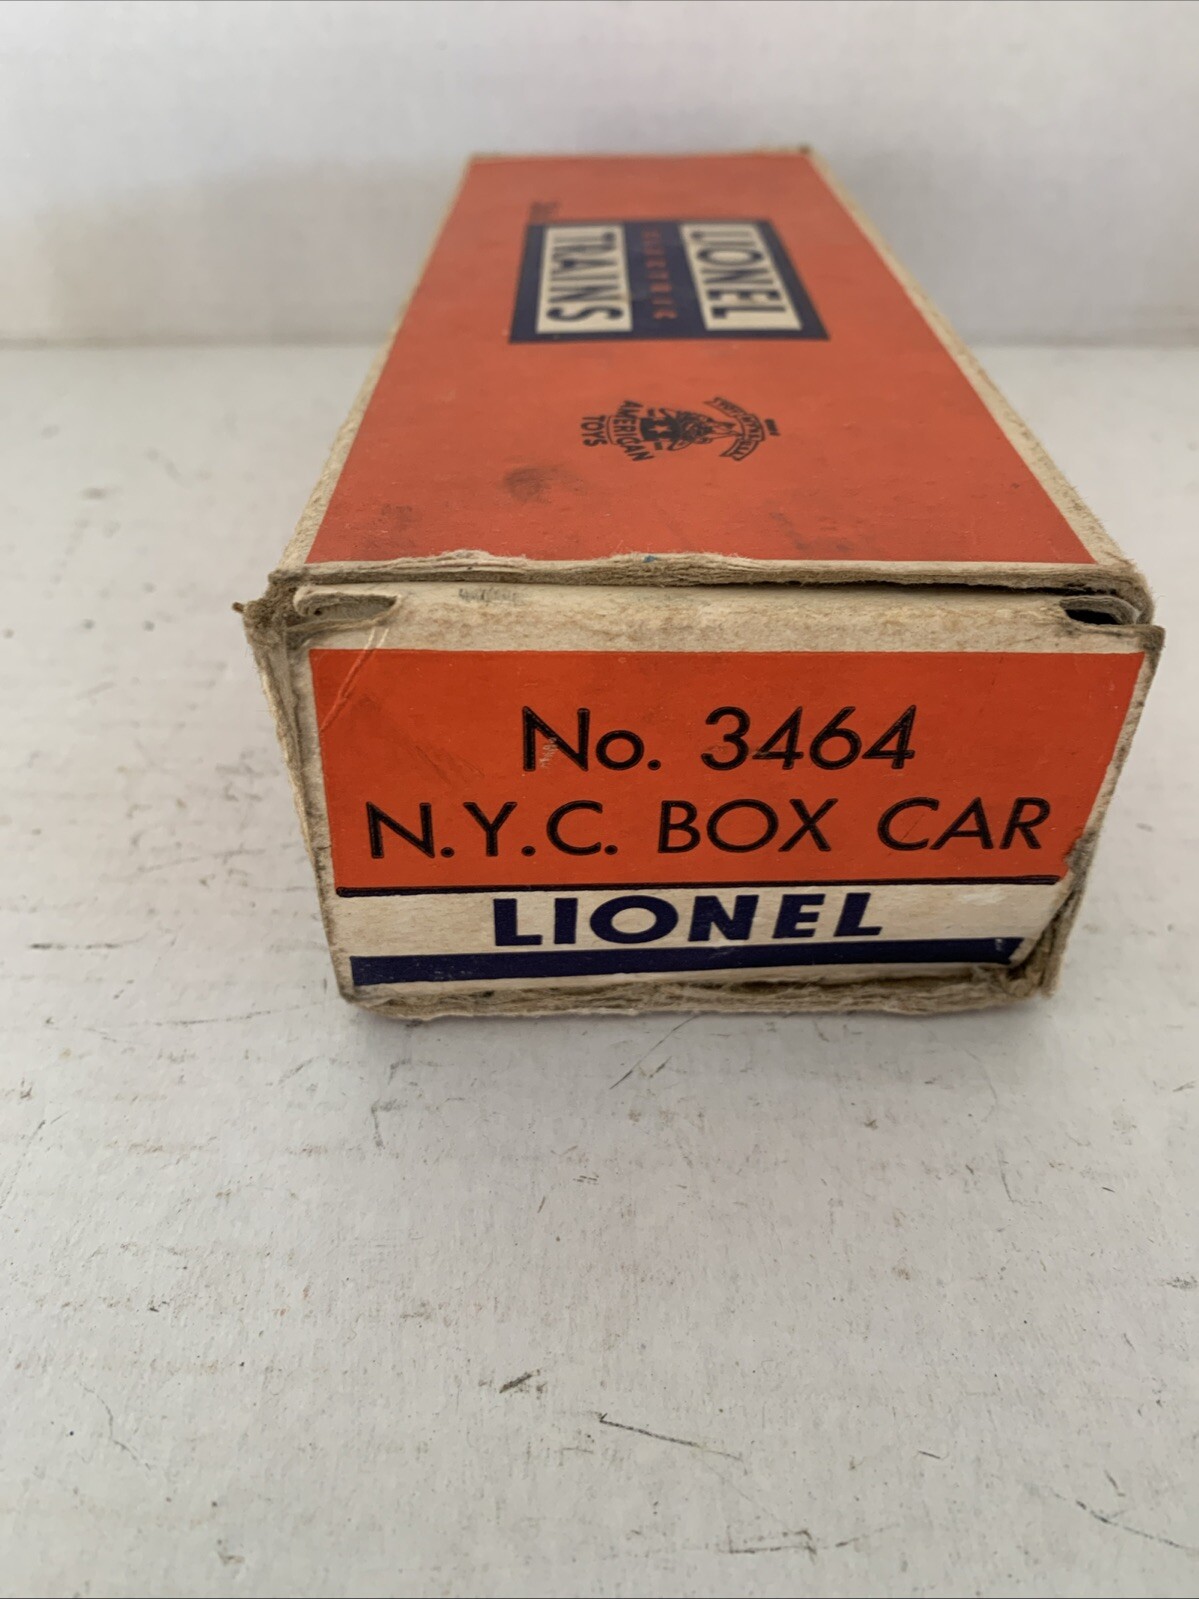 LIONEL
ELECTRIC
TRAINS
AMERICAN
TOYS
No. 3464
N.Y.C. BOX CAR
LIONEL